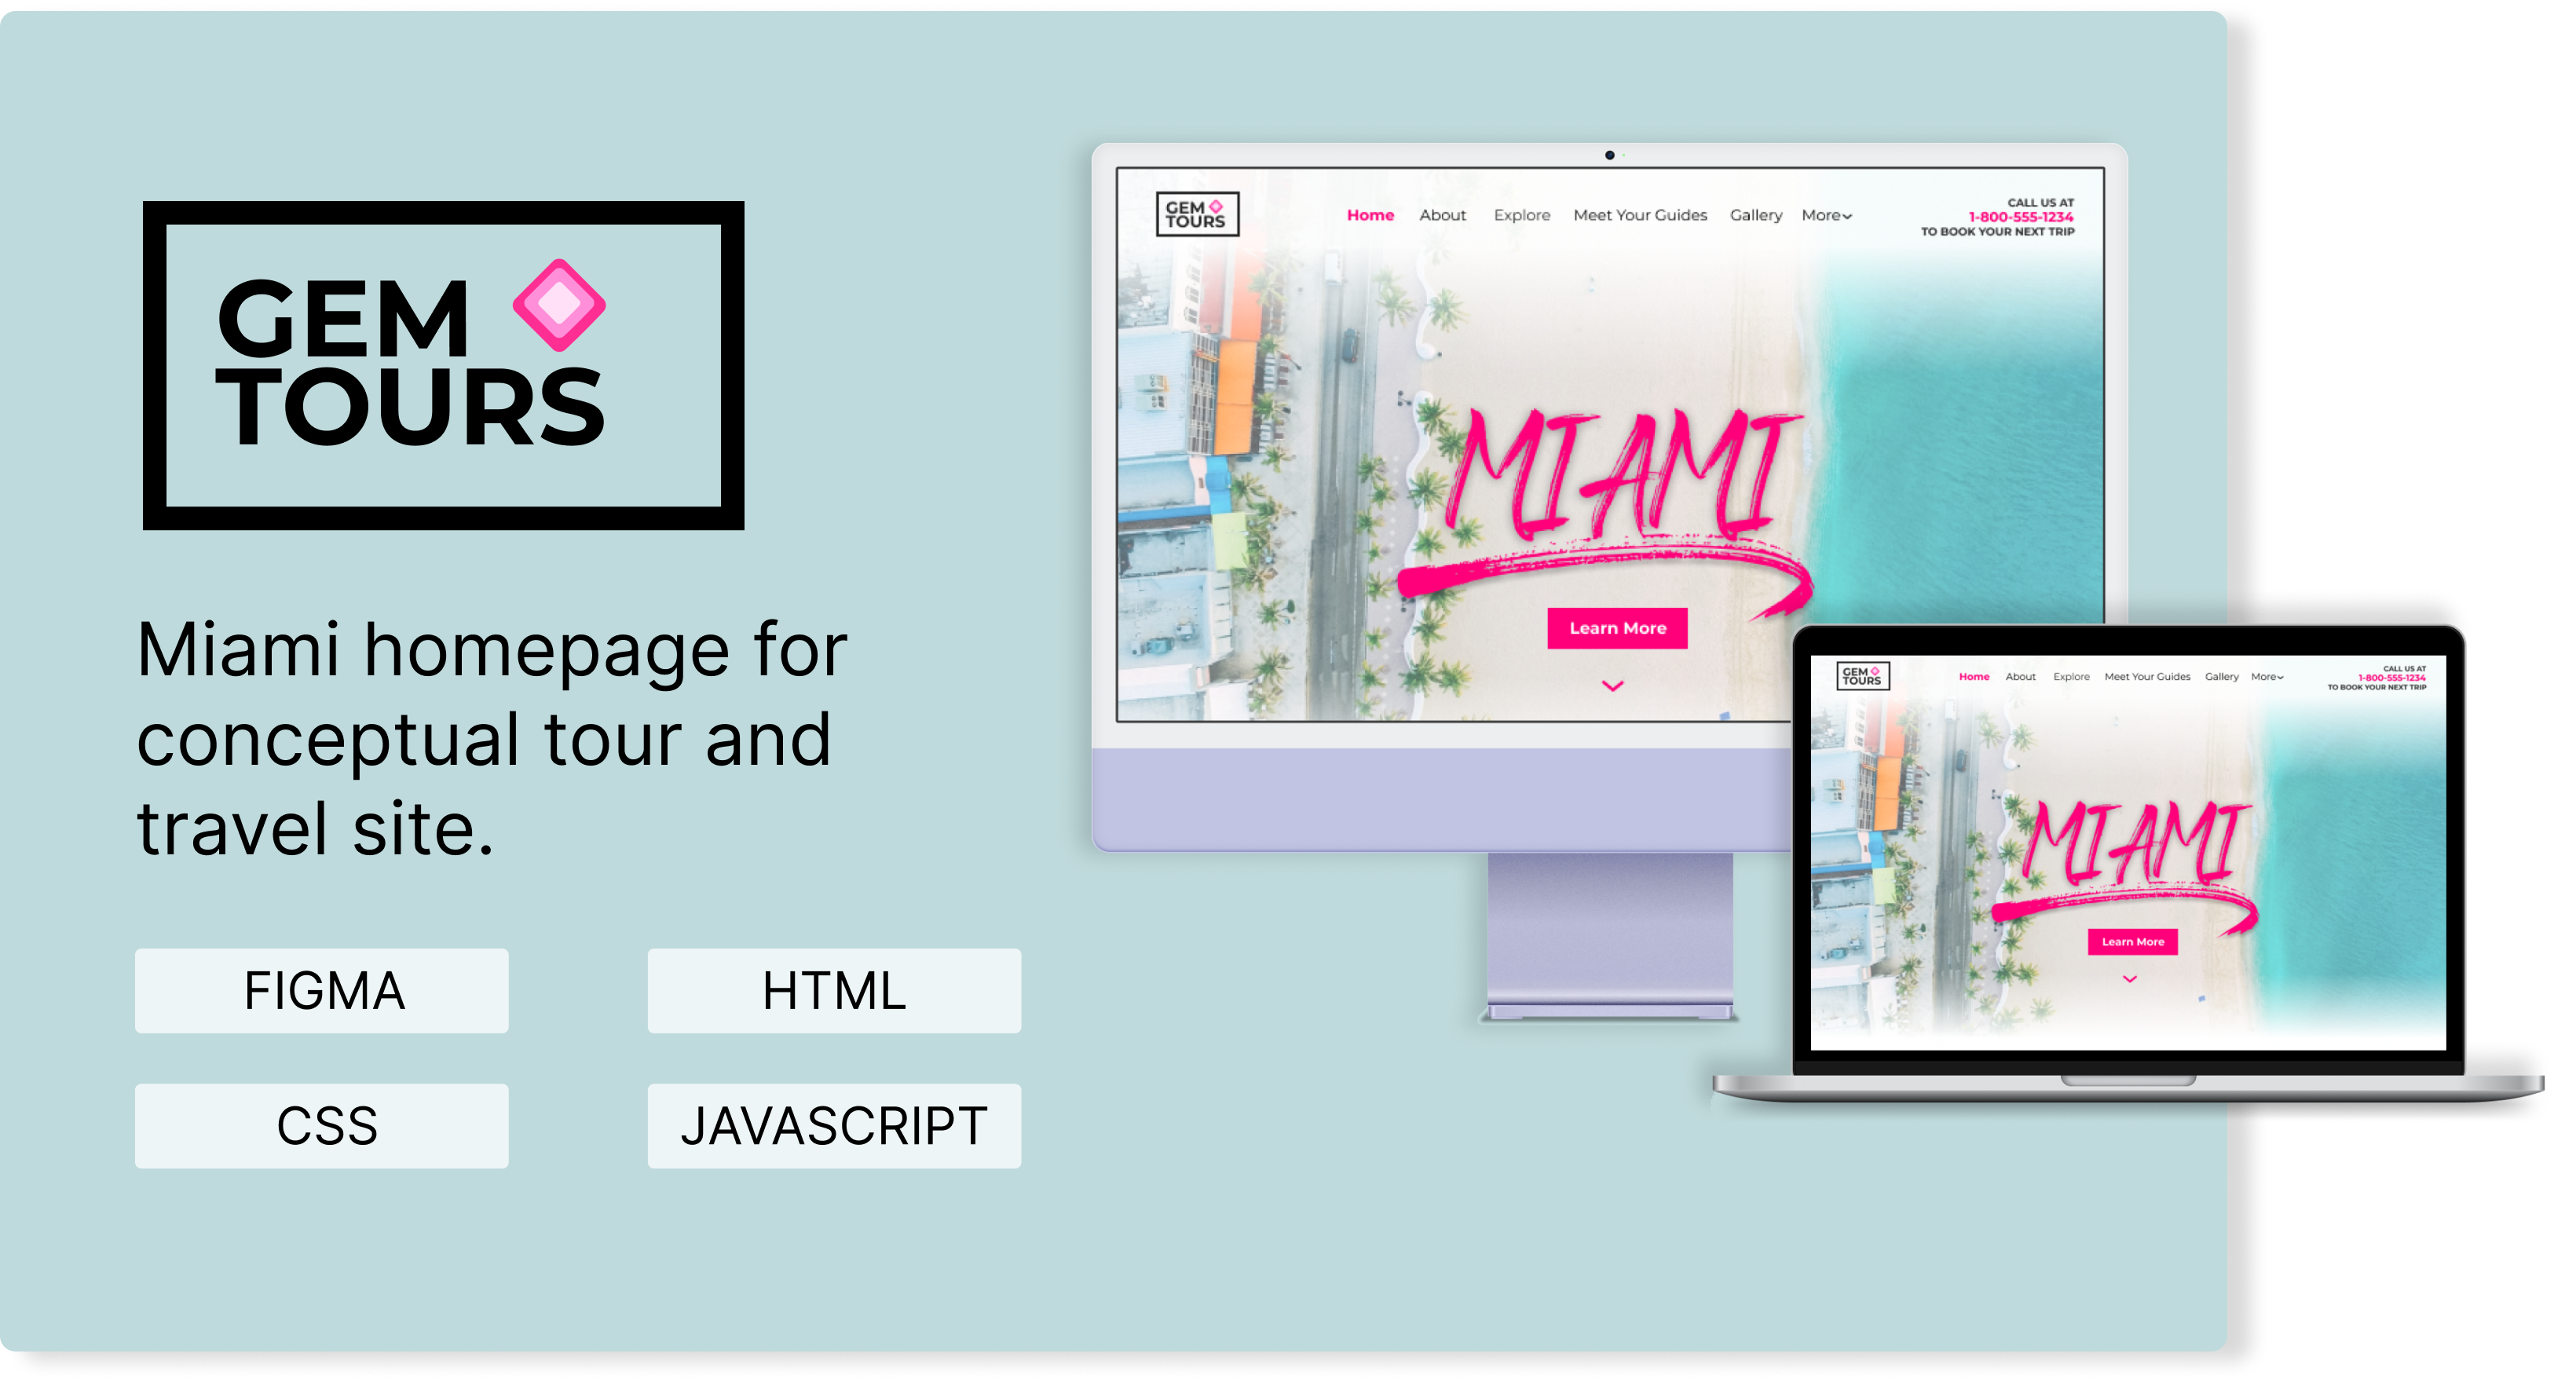 GEM
TOURS
Miami homepage for
conceptual tour and
travel site.
FIGMA
HTML
CSS
JAVASCRIPT
GEM
TOURS
Home About Explore Meet Your Guides Gallery More
CALL US AT
1-800-555-1234
TO BOOK YOUR NEXT TRIP
MIAMI
Learn More
GEM
TOURS
Home About Explore Meet Your Guides Gallery More
CALL US AT
1-800-555-1234
TO BOOK YOUR NEXT TRIP
MIAMI
Learn More